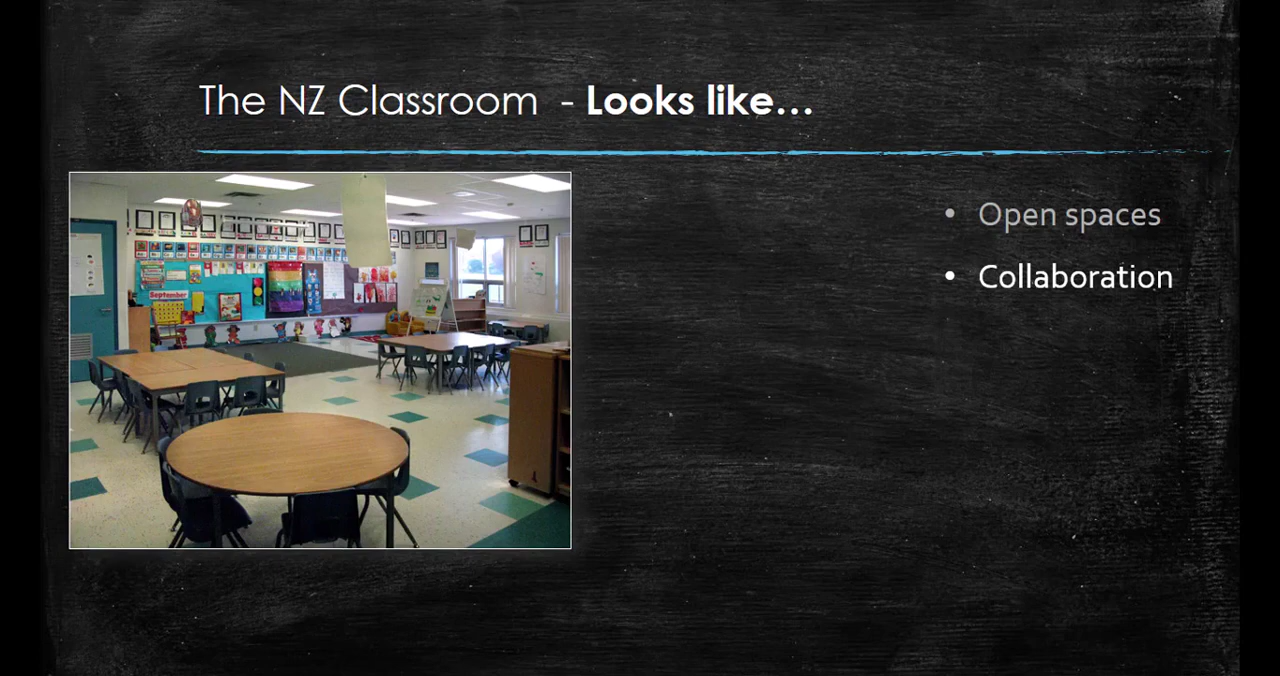 The NZ Classroom - Looks like...
September
• Open spaces
• Collaboration